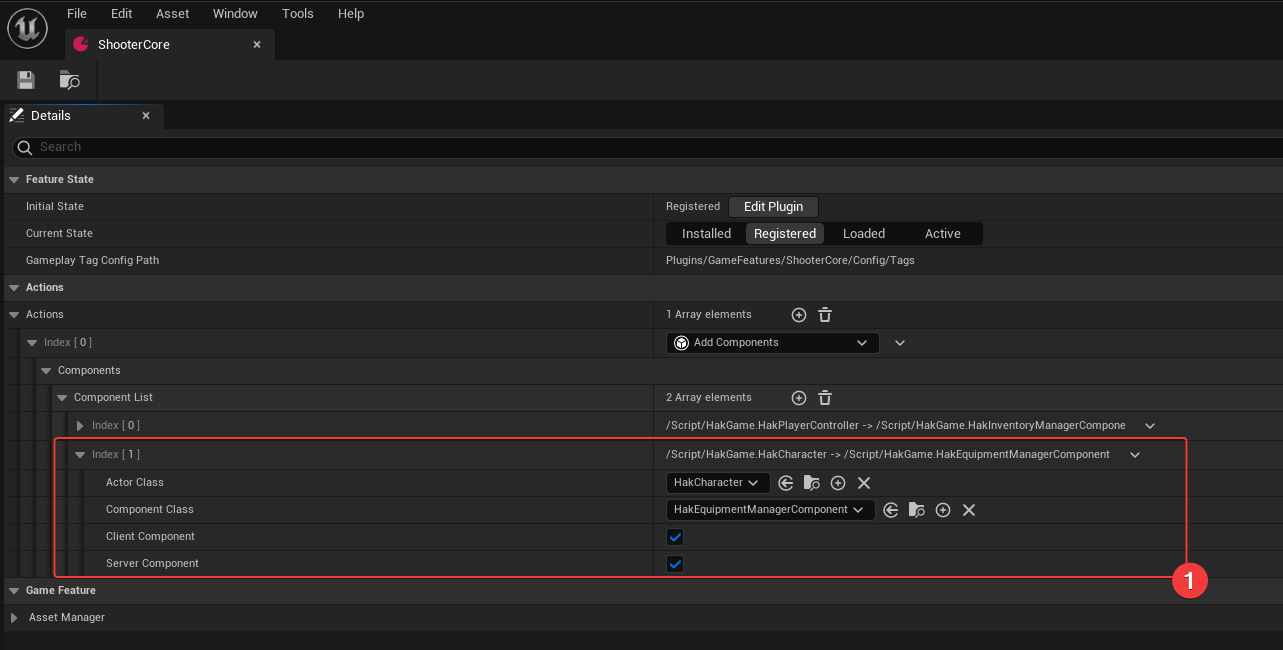 File Edit Asset Window Tools Help
ShooterCore
Details
Search
Feature State
Initial State Registered Edit Plugin
Current State Installed Registered Loaded Active
Gameplay Tag Config Path Plugins/GameFeatures/ShooterCore/Config/Tags
Actions
Actions 1 Array elements
Index [ 0 ] Add Components
Components
Component List 2 Array elements
Index [ 0 ] /Script/HakGame.HakPlayerController -> /Script/HakGame.HakInventoryManagerCompone
Index [ 1 ] /Script/HakGame.HakCharacter -> /Script/HakGame.HakEquipmentManagerComponent
Actor Class HakCharacter
Component Class HakEquipmentManagerComponent
Client Component
Server Component
1
Game Feature
Asset Manager